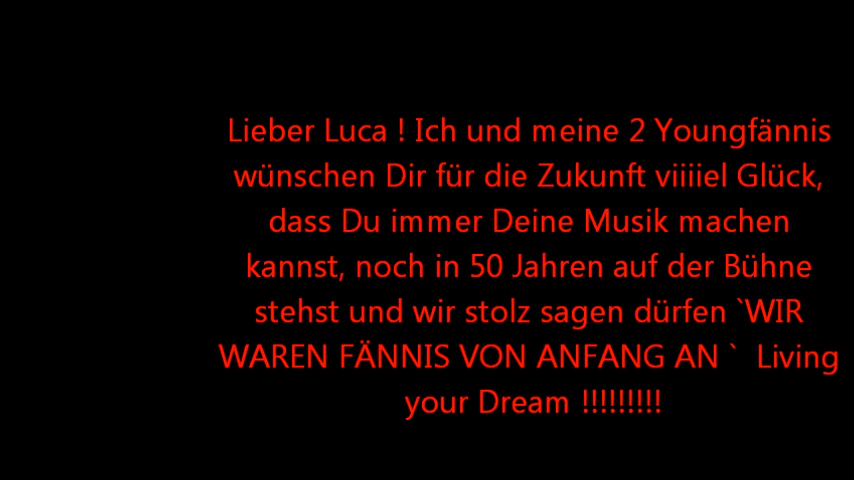 Lieber Luca ! Ich und meine 2 Youngfännis
wünschen Dir für die Zukunft viiiiel Glück,
dass Du immer Deine Musik machen
kannst, noch in 50 Jahren auf der Bühne
stehst und wir stolz sagen dürfen `WIR
WAREN FÄNNIS VON ANFANG AN `  Living
your Dream !!!!!!!!!